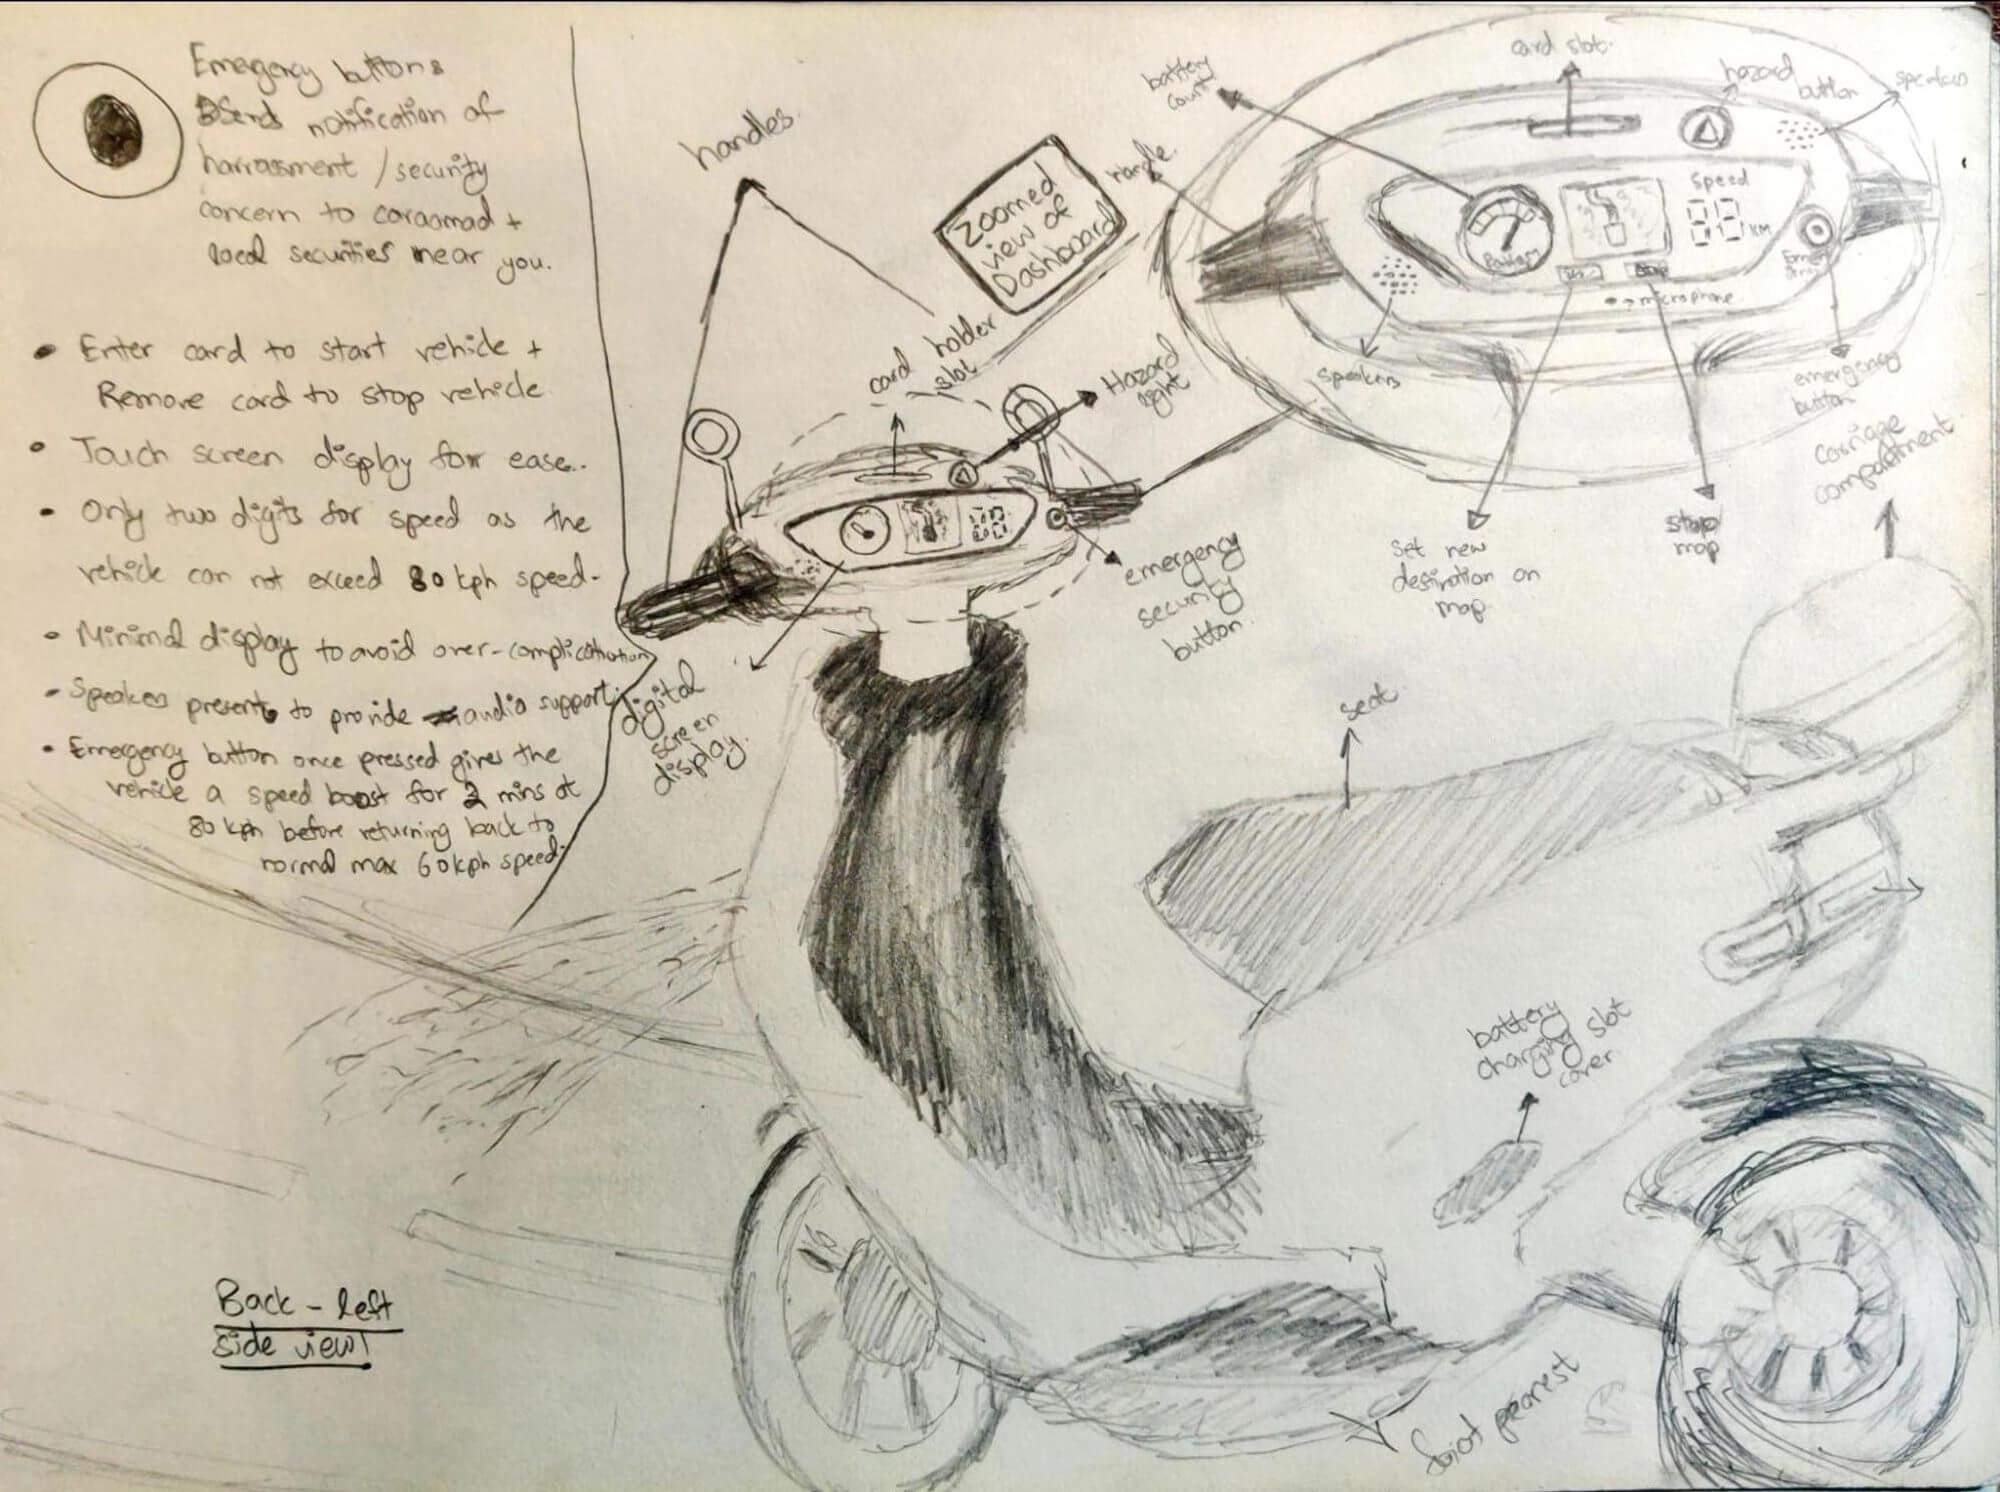 Emergency buttons
Sends notification of
harrassment / security
concern to
local securities near you.
• Enter card to start vehicle +
Remove card to stop vehicle.
• Touch screen display for ease..
• Only two digits for speed as the
vehicle can not exceed 80 kph speed.
• Minimal display to avoid over-complication
• Speakers present to provide audio support.
• Emergency button once pressed gives the
vehicle a speed boost for 2 mins at
80 kph before returning back to
normal max 60kph speed.
handles.
Zoomed
view of
Dashboard
card holder
slot
Hazard
light
emergency
security
button.
digital
screen
display.
battery
count
card slot.
hazard
button
speakers
handle.
Speed
KM
Battery
Stop
microphone
speakers
emergency
button
set new
destination on
map.
stop
map
carriage
compartment
seat
battery
charging slot
cover
Back - left
side view